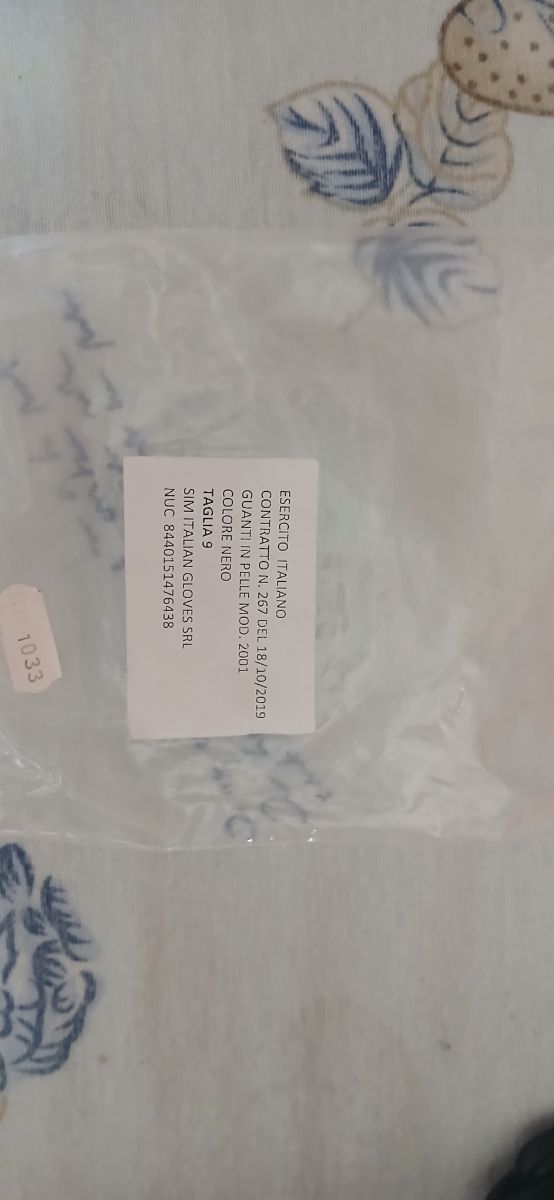 ESERCITO ITALIANO
CONTRATTO N. 267 DEL 18/10/2019
GUANTI IN PELLE MOD. 2001
COLORE NERO
TAGLIA 9
SIM ITALIAN GLOVES SRL
NUC 8440151476438
1033